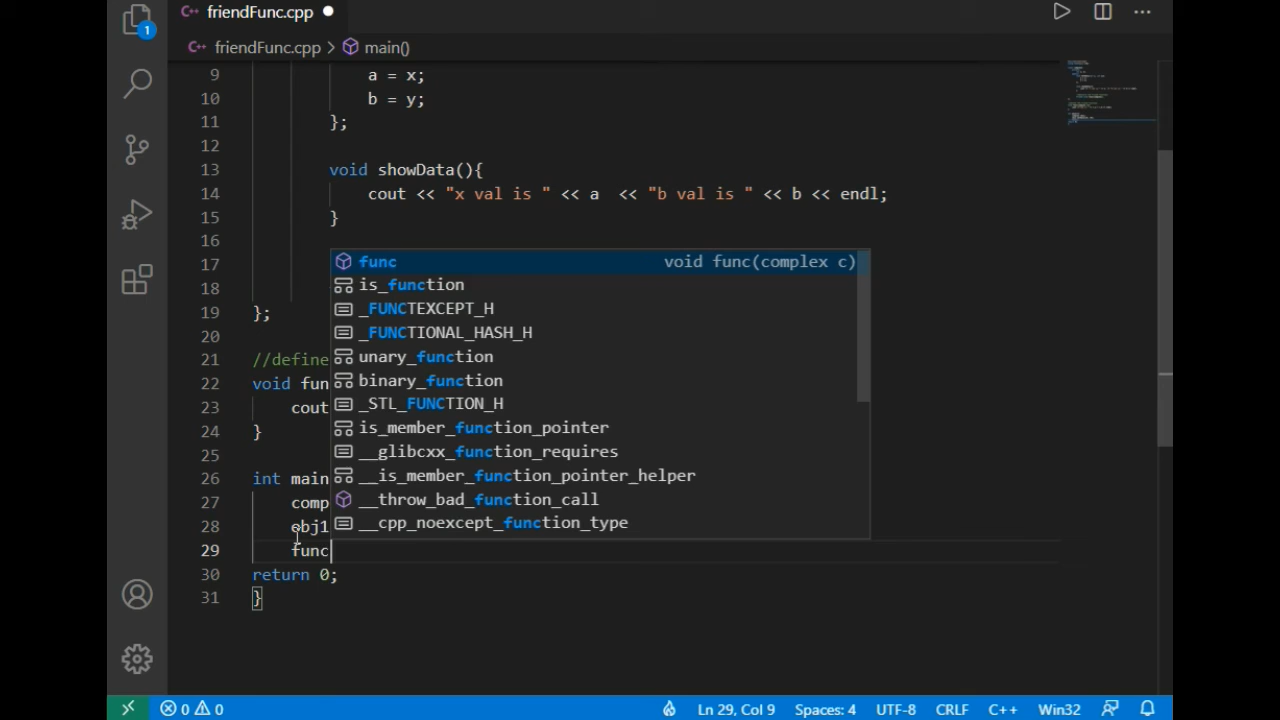 friendFunc.cpp
friendFunc.cpp > main()
1
9 a = x;
10 b = y;
11 };
12
13 void showData(){
14 cout << "x val is " << a << "b val is " << b << endl;
15 }
16
17 func void func(complex c)
18 is_function
_FUNCTEXCEPT_H
19 };
_FUNCTIONAL_HASH_H
20
21 //define unary_function
22 void fun binary_function
23 cout _STL_FUNCTION_H
24 } is_member_function_pointer
25 __glibcxx_function_requires
26 int main __is_member_function_pointer_helper
27 comp __throw_bad_function_call
28 obj1 __cpp_noexcept_function_type
29 func
30 return 0;
31 }
0 0 Ln 29, Col 9 Spaces: 4 UTF-8 CRLF C++ Win32